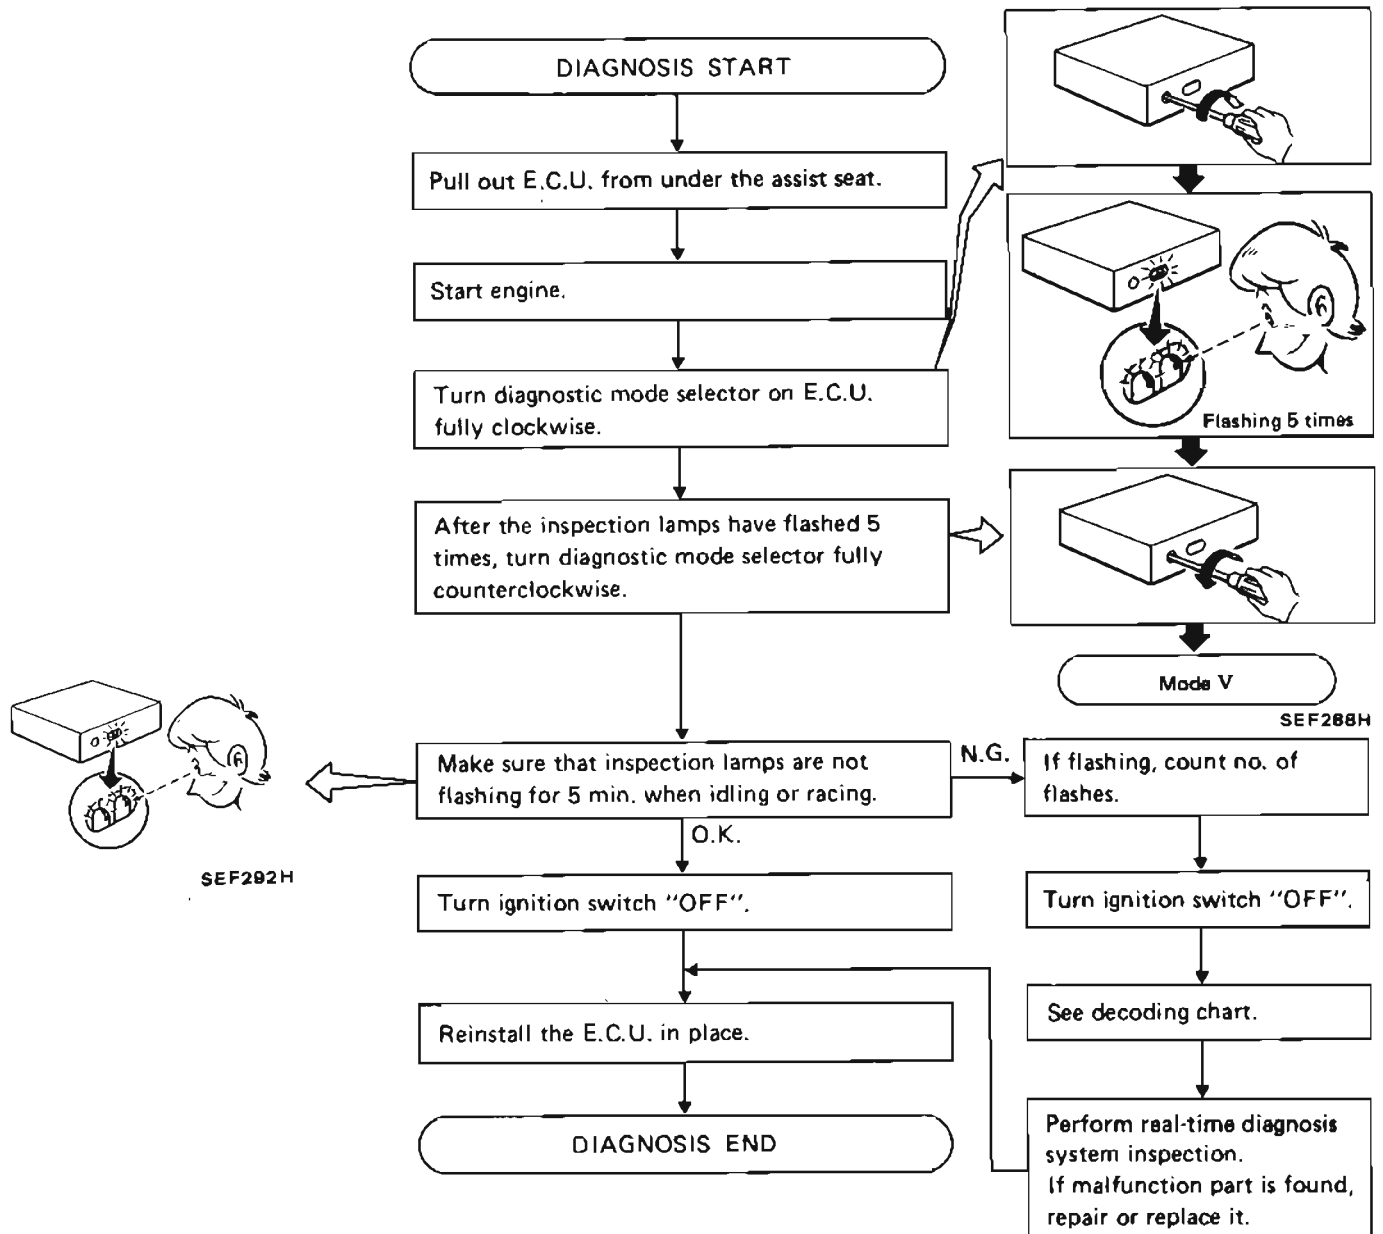 DIAGNOSIS START
Pull out E.C.U. from under the assist seat.
Start engine.
Turn diagnostic mode selector on E.C.U.
fully clockwise.
Flashing 5 times
After the inspection lamps have flashed 5
times, turn diagnostic mode selector fully
counterclockwise.
Mode V
SEF288H
Make sure that inspection lamps are not
flashing for 5 min. when idling or racing.
N.G.
If flashing, count no. of
flashes.
O.K.
SEF292H
Turn ignition switch "OFF".
Turn ignition switch "OFF".
See decoding chart.
Reinstall the E.C.U. in place.
Perform real-time diagnosis
system inspection.
If malfunction part is found,
repair or replace it.
DIAGNOSIS END